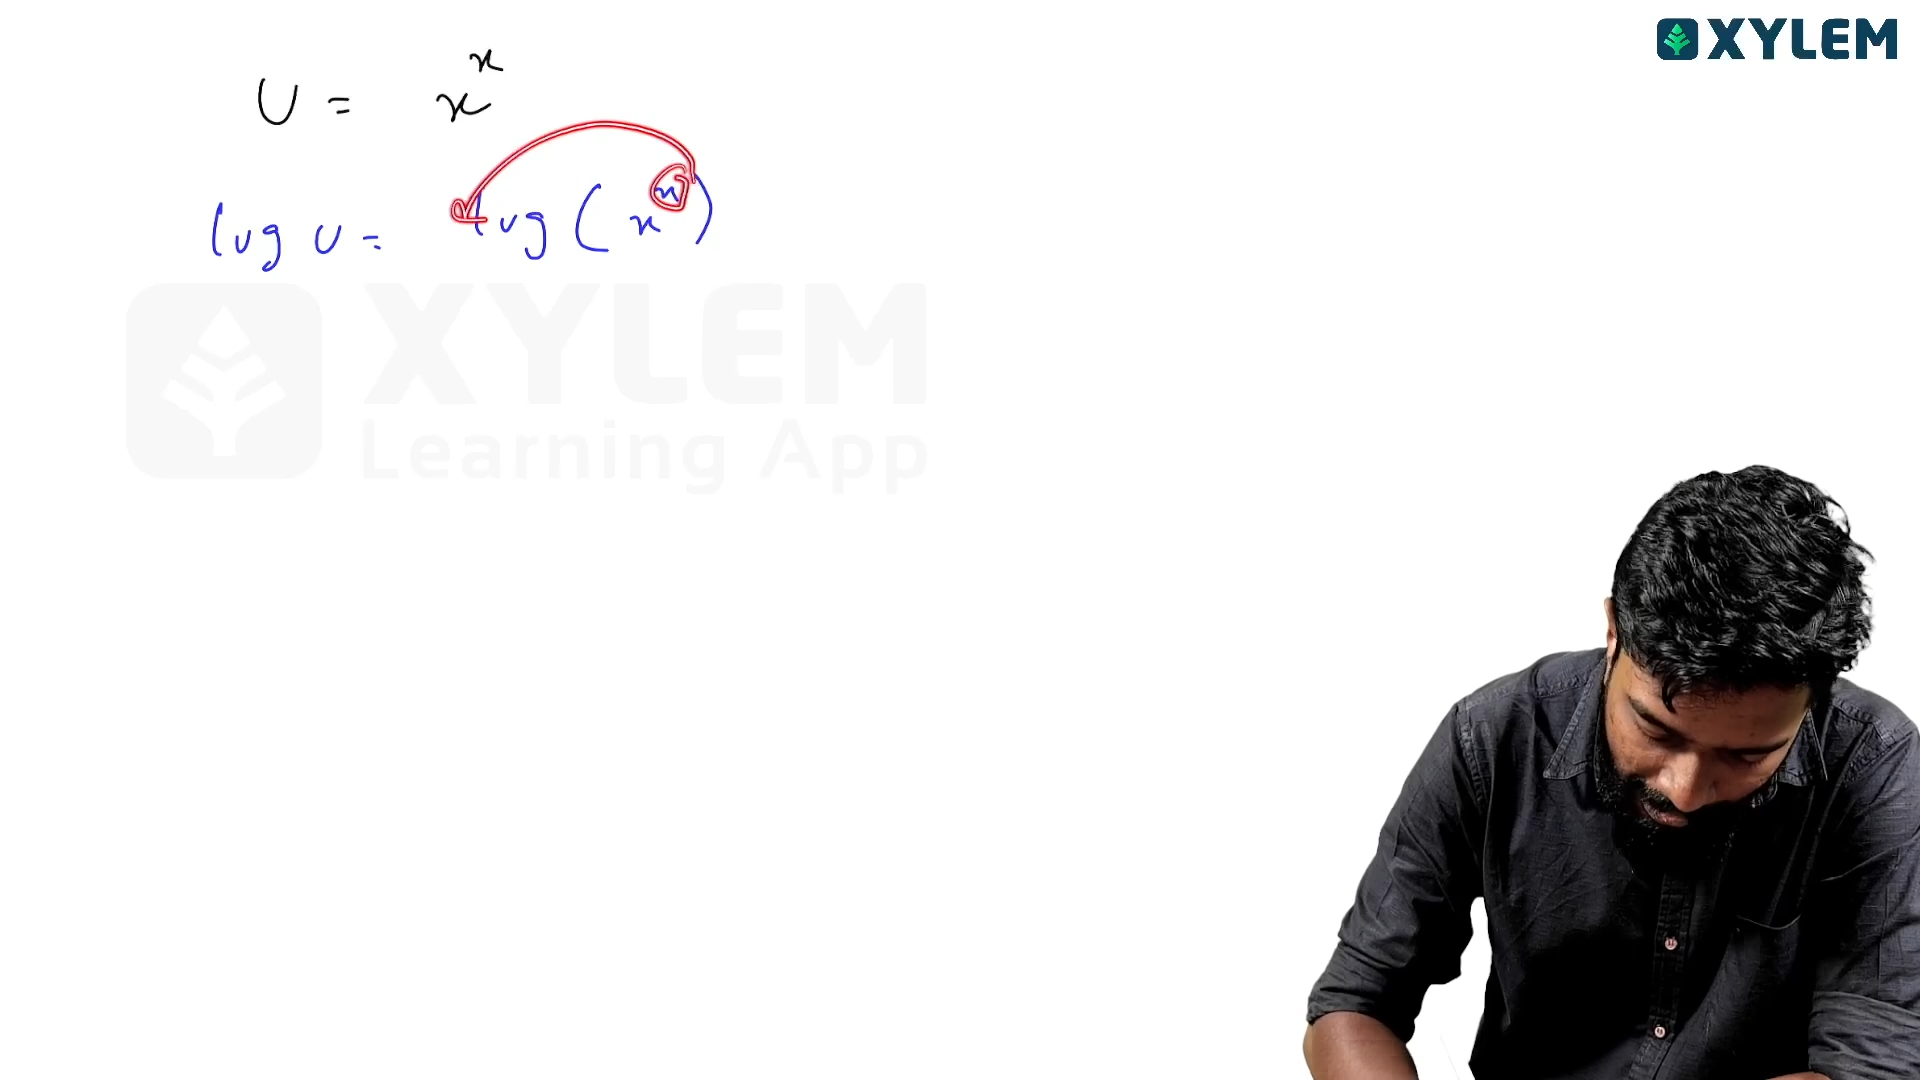 XYLEM
U = x^x
log U = log (x^x)
XYLEM
Learning App